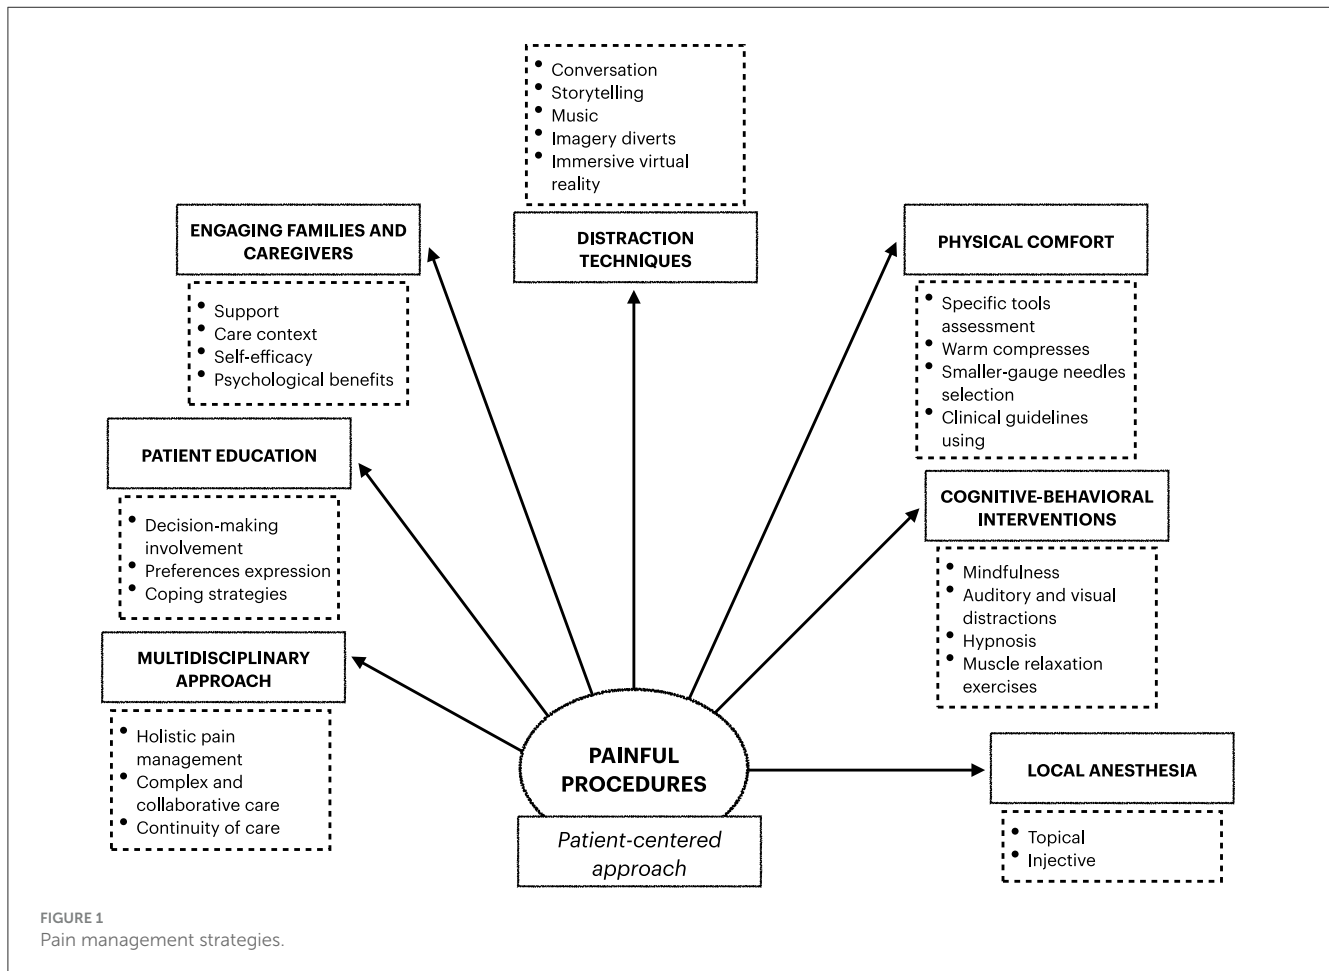 • Conversation
• Storytelling
• Music
• Imagery diverts
• Immersive virtual
reality
DISTRACTION
TECHNIQUES
ENGAGING FAMILIES AND
CAREGIVERS
• Support
• Care context
• Self-efficacy
• Psychological benefits
PHYSICAL COMFORT
• Specific tools
assessment
• Warm compresses
• Smaller-gauge needles
selection
• Clinical guidelines
using
PATIENT EDUCATION
• Decision-making
involvement
• Preferences expression
• Coping strategies
COGNITIVE-BEHAVIORAL
INTERVENTIONS
• Mindfulness
• Auditory and visual
distractions
• Hypnosis
• Muscle relaxation
exercises
MULTIDISCIPLINARY
APPROACH
• Holistic pain
management
• Complex and
collaborative care
• Continuity of care
LOCAL ANESTHESIA
• Topical
• Injective
PAINFUL
PROCEDURES
Patient-centered
approach
FIGURE 1
Pain management strategies.